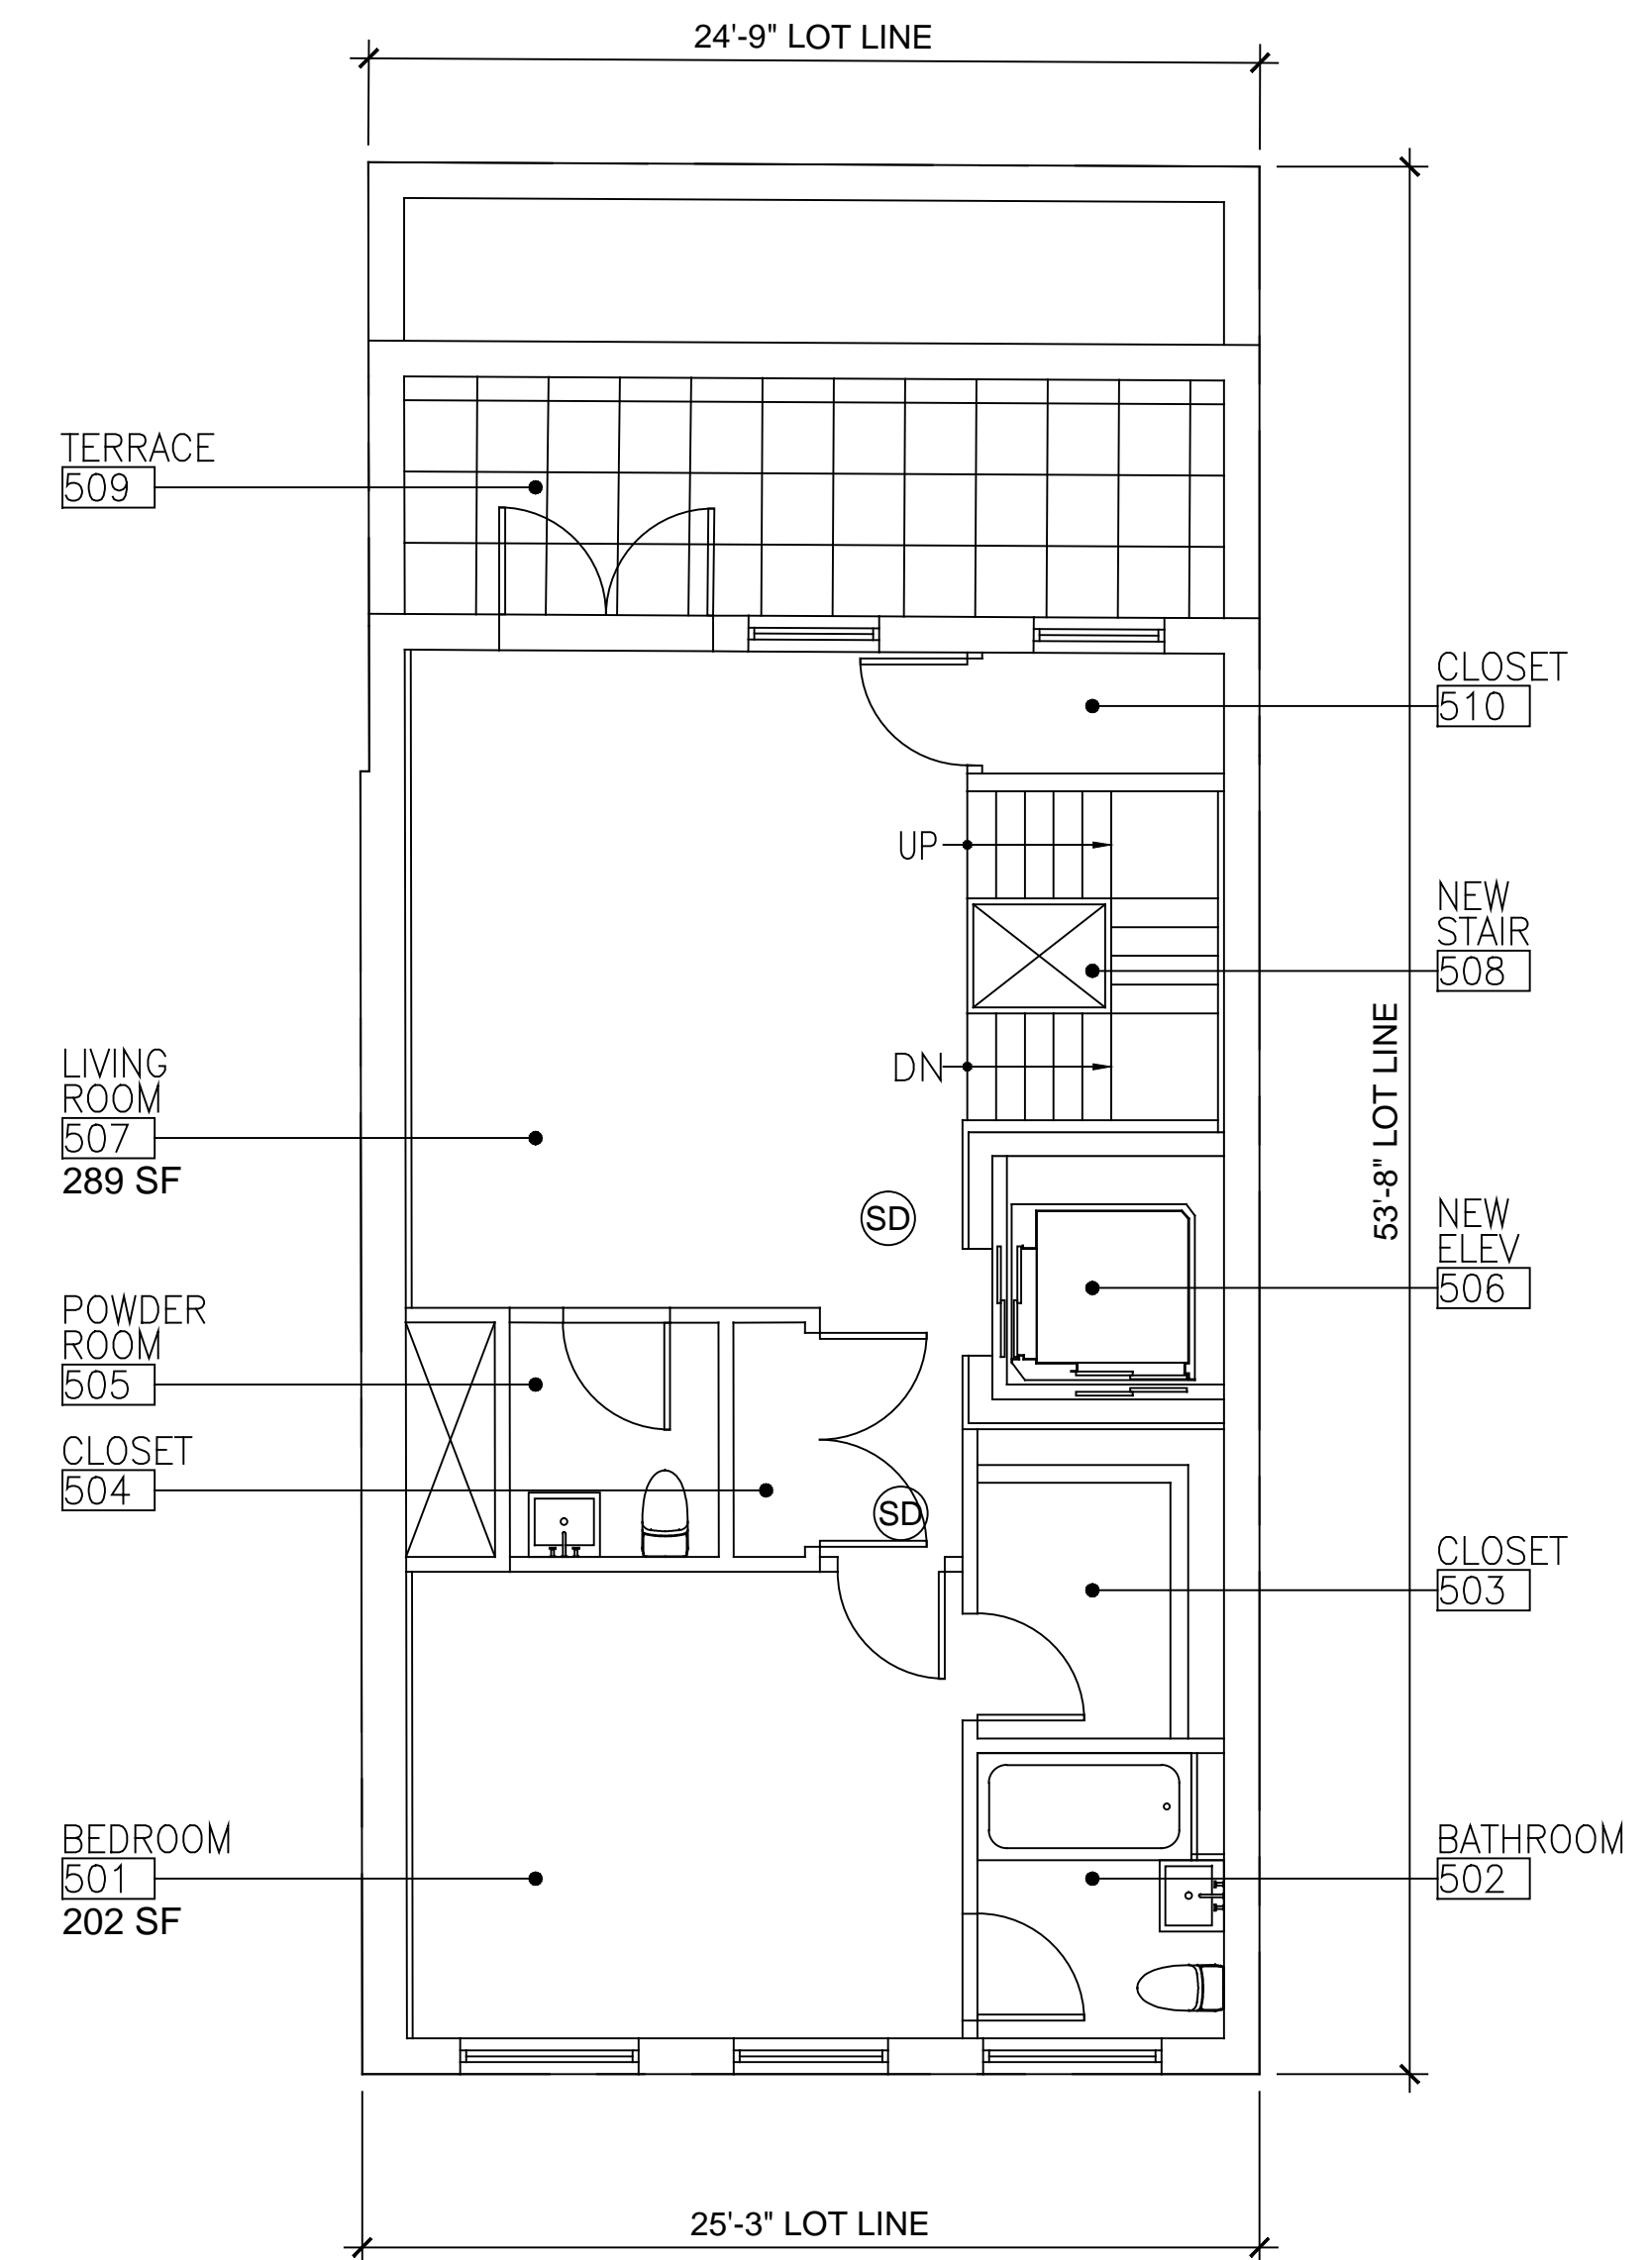 24'-9" LOT LINE
TERRACE
509
CLOSET
510
UP
NEW
STAIR
508
53'-8" LOT LINE
LIVING
ROOM
507
289 SF
DN
SD
NEW
ELEV
506
POWDER
ROOM
505
CLOSET
504
SD
CLOSET
503
BEDROOM
501
202 SF
BATHROOM
502
25'-3" LOT LINE